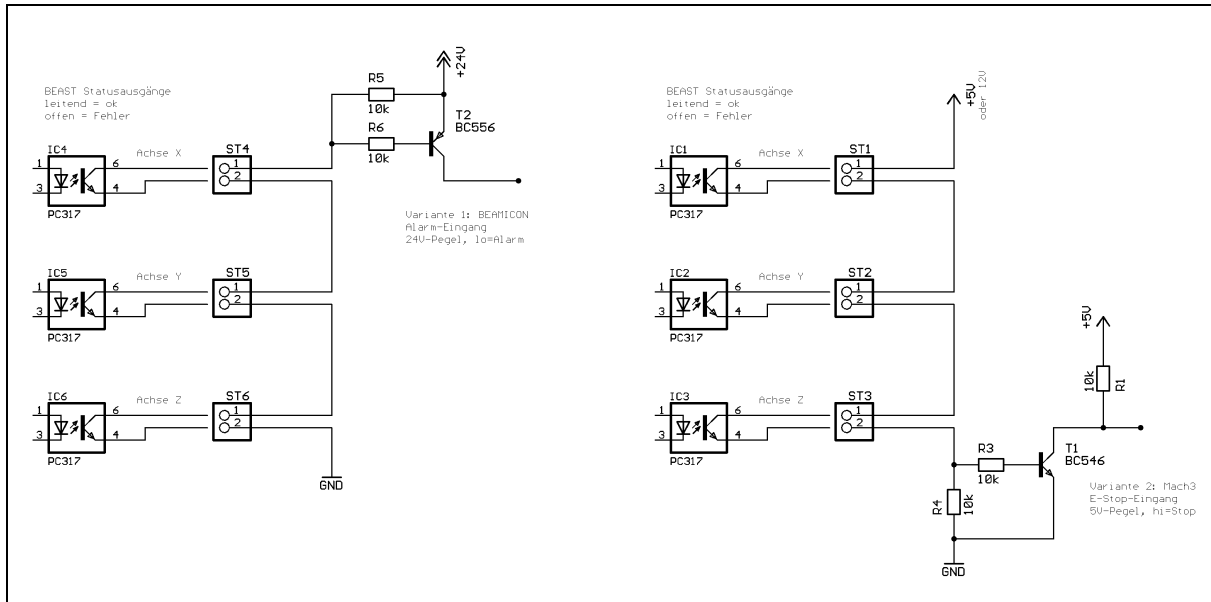 BEAST Statusausgänge
leitend = ok
offen = Fehler
+24V
R5
10k
R6
10k
T2
BC556
IC4
1
3
6
4
PC317
Achse X
ST4
1
2
Variante 1: BEAMICON
Alarm-Eingang
24V-Pegel, lo=Alarm
IC5
1
3
6
4
PC317
Achse Y
ST5
1
2
IC6
1
3
6
4
PC317
Achse Z
ST6
1
2
GND
BEAST Statusausgänge
leitend = ok
offen = Fehler
+5V
oder 12V
IC1
1
3
6
4
PC317
Achse X
ST1
1
2
IC2
1
3
6
4
PC317
Achse Y
ST2
1
2
IC3
1
3
6
4
PC317
Achse Z
ST3
1
2
+5V
10k
R1
R3
10k
T1
BC546
R4
10k
GND
Variante 2: Mach3
E-Stop-Eingang
5V-Pegel, hi=Stop